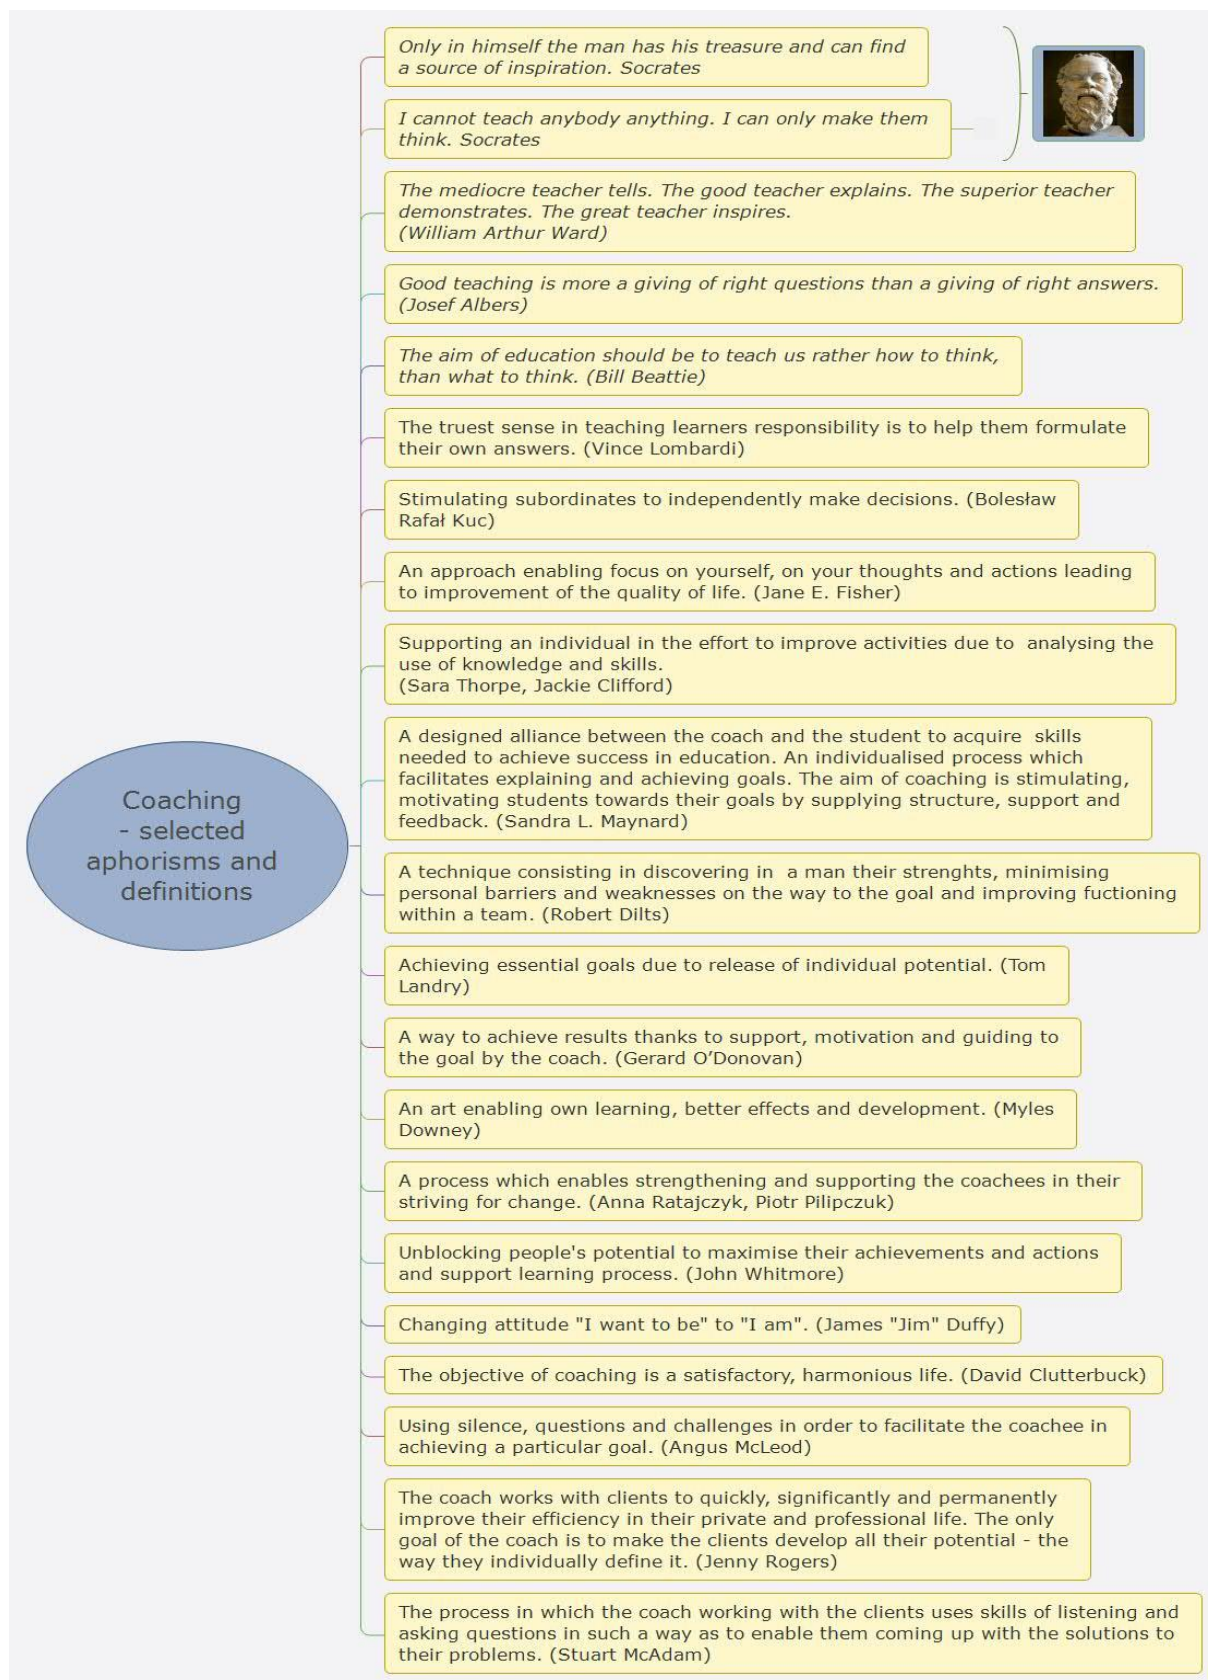 Only in himself the man has his treasure and can find
a source of inspiration. Socrates
I cannot teach anybody anything. I can only make them
think. Socrates
The mediocre teacher tells. The good teacher explains. The superior teacher
demonstrates. The great teacher inspires.
(William Arthur Ward)
Good teaching is more a giving of right questions than a giving of right answers.
(Josef Albers)
The aim of education should be to teach us rather how to think,
than what to think. (Bill Beattie)
The truest sense in teaching learners responsibility is to help them formulate
their own answers. (Vince Lombardi)
Stimulating subordinates to independently make decisions. (Bolesław
Rafał Kuc)
An approach enabling focus on yourself, on your thoughts and actions leading
to improvement of the quality of life. (Jane E. Fisher)
Supporting an individual in the effort to improve activities due to  analysing the
use of knowledge and skills.
(Sara Thorpe, Jackie Clifford)
Coaching
- selected
aphorisms and
definitions
A designed alliance between the coach and the student to acquire  skills
needed to achieve success in education. An individualised process which
facilitates explaining and achieving goals. The aim of coaching is stimulating,
motivating students towards their goals by supplying structure, support and
feedback. (Sandra L. Maynard)
A technique consisting in discovering in  a man their strenghts, minimising
personal barriers and weaknesses on the way to the goal and improving fuctioning
within a team. (Robert Dilts)
Achieving essential goals due to release of individual potential. (Tom
Landry)
A way to achieve results thanks to support, motivation and guiding to
the goal by the coach. (Gerard O’Donovan)
An art enabling own learning, better effects and development. (Myles
Downey)
A process which enables strengthening and supporting the coachees in their
striving for change. (Anna Ratajczyk, Piotr Pilipczuk)
Unblocking people's potential to maximise their achievements and actions
and support learning process. (John Whitmore)
Changing attitude "I want to be" to "I am". (James "Jim" Duffy)
The objective of coaching is a satisfactory, harmonious life. (David Clutterbuck)
Using silence, questions and challenges in order to facilitate the coachee in
achieving a particular goal. (Angus McLeod)
The coach works with clients to quickly, significantly and permanently
improve their efficiency in their private and professional life. The only
goal of the coach is to make the clients develop all their potential - the
way they individually define it. (Jenny Rogers)
The process in which the coach working with the clients uses skills of listening and
asking questions in such a way as to enable them coming up with the solutions to
their problems. (Stuart McAdam)